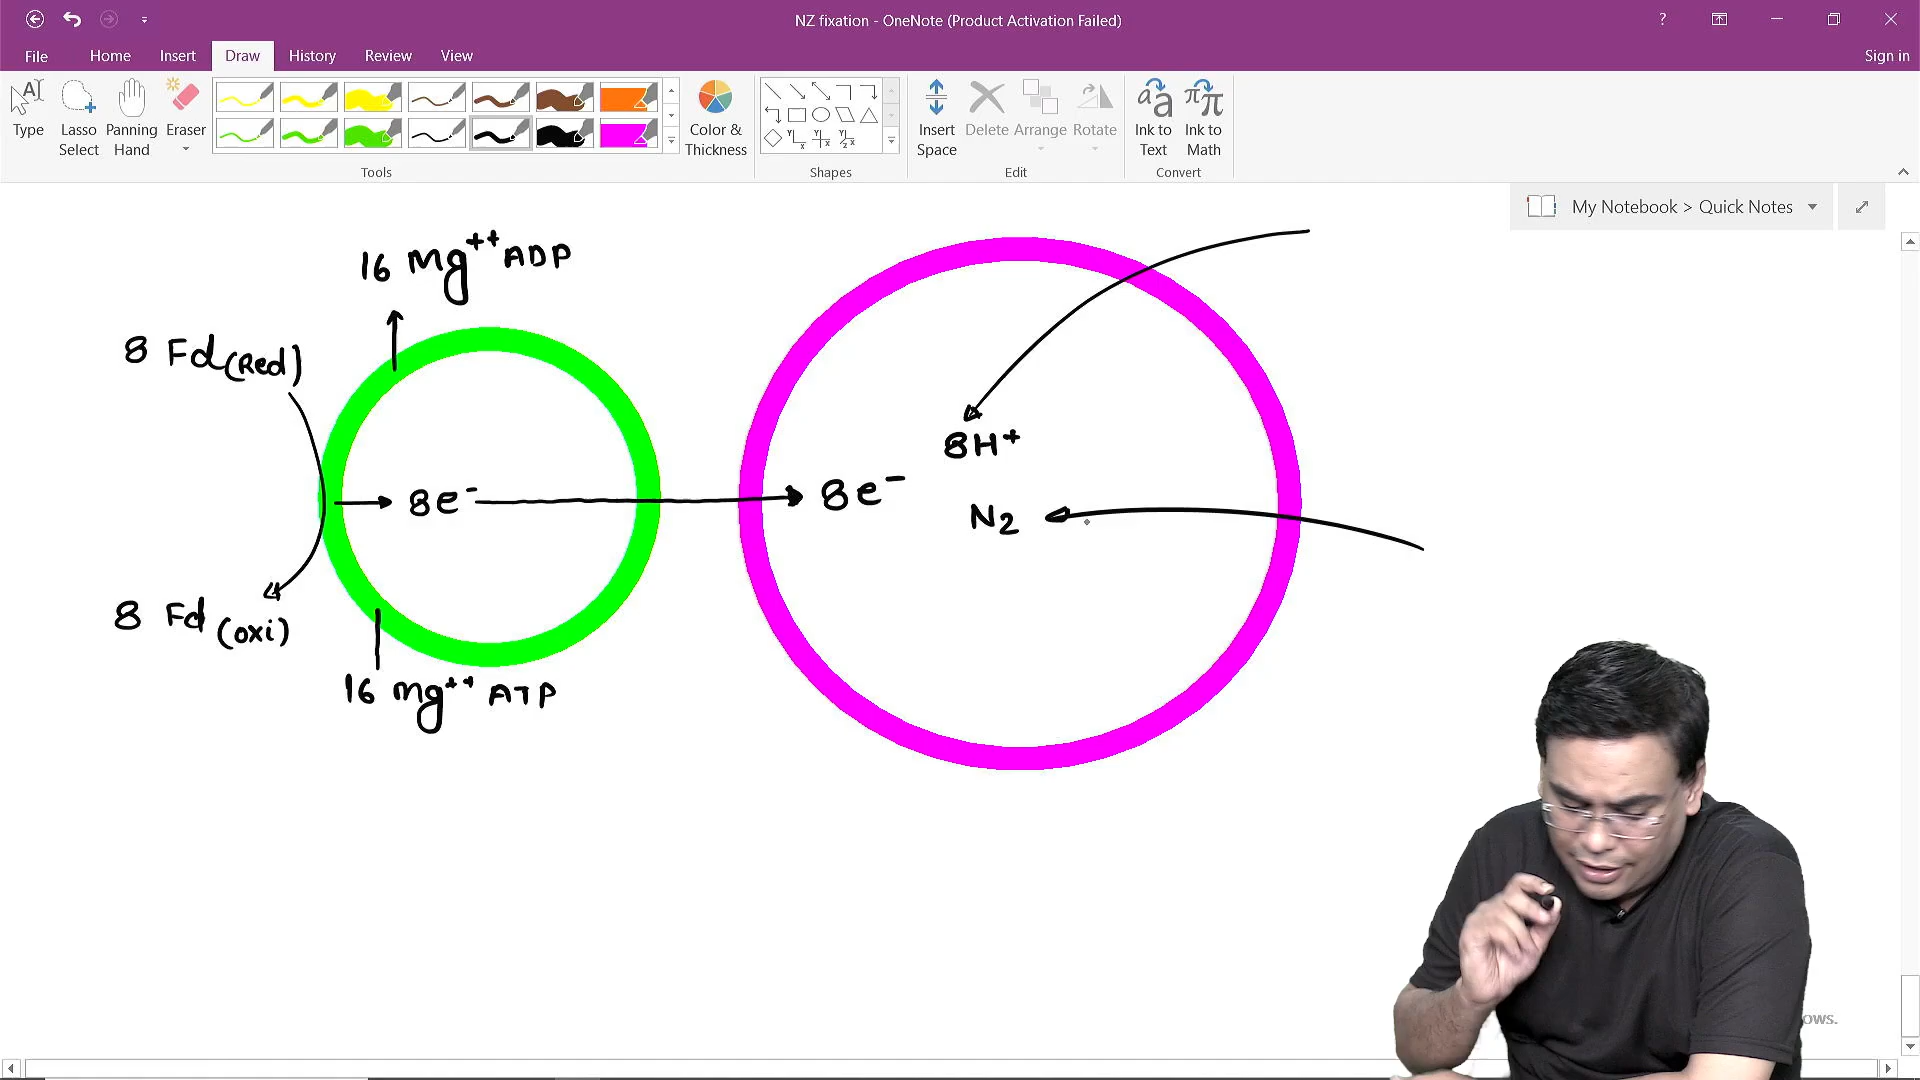 NZ fixation - OneNote (Product Activation Failed)
?
File Home Insert Draw History Review View
Sign in
Type
Lasso Select
Panning Hand
Eraser
Color & Thickness
Insert Space
Delete
Arrange
Rotate
Ink to Text
Ink to Math
Tools
Shapes
Edit
Convert
My Notebook > Quick Notes
16 Mg++ ADP
8 Fd(Red)
8e-
8e-
8H+
N2
8 Fd (oxi)
16 mg++ ATP
ows.